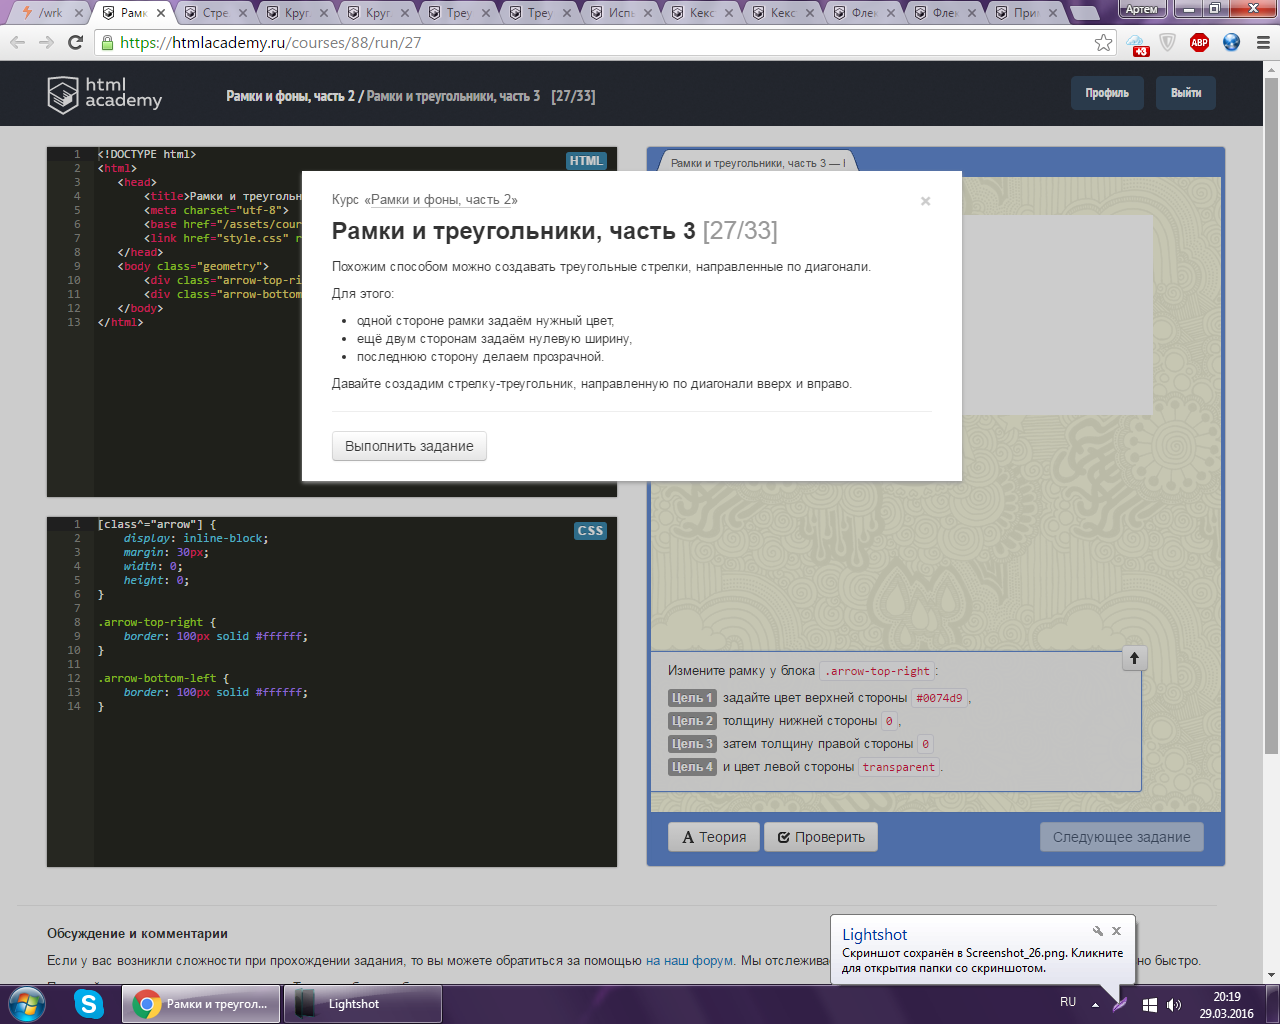 /wrk
Рамк
Стре
Круг
Круг
Треу
Треу
Испы
Кекс
Кекс
Флек
Флек
При
Артем
https://htmlacademy.ru/courses/88/run/27
+3
ABP
html
academy
Рамки и фоны, часть 2 / Рамки и треугольники, часть 3 [27/33]
Профиль
Выйти
HTML
1 <!DOCTYPE html>
2 <html>
3 <head>
4 <title>Рамки и треугольн
5 <meta charset="utf-8">
6 <base href="/assets/cour
7 <link href="style.css" r
8 </head>
9 <body class="geometry">
10 <div class="arrow-top-ri
11 <div class="arrow-bottom
12 </body>
13 </html>
Рамки и треугольники, часть 3 —
Курс «Рамки и фоны, часть 2»
×
Рамки и треугольники, часть 3 [27/33]
Похожим способом можно создавать треугольные стрелки, направленные по диагонали.
Для этого:
• одной стороне рамки задаём нужный цвет,
• ещё двум сторонам задаём нулевую ширину,
• последнюю сторону делаем прозрачной.
Давайте создадим стрелку-треугольник, направленную по диагонали вверх и вправо.
Выполнить задание
CSS
1 [class^="arrow"] {
2 display: inline-block;
3 margin: 30px;
4 width: 0;
5 height: 0;
6 }
7
8 .arrow-top-right {
9 border: 100px solid #ffffff;
10 }
11
12 .arrow-bottom-left {
13 border: 100px solid #ffffff;
14 }
Измените рамку у блока .arrow-top-right:
Цель 1 задайте цвет верхней стороны #0074d9,
Цель 2 толщину нижней стороны 0,
Цель 3 затем толщину правой стороны 0
Цель 4 и цвет левой стороны transparent.
A Теория
Проверить
Следующее задание
Обсуждение и комментарии
Если у вас возникли сложности при прохождении задания, то вы можете обратиться за помощью на наш форум. Мы отслежива
но быстро.
Lightshot
Скриншот сохранён в Screenshot_26.png. Кликните
для открытия папки со скриншотом.
Рамки и треугол...
Lightshot
RU
20:19
29.03.2016